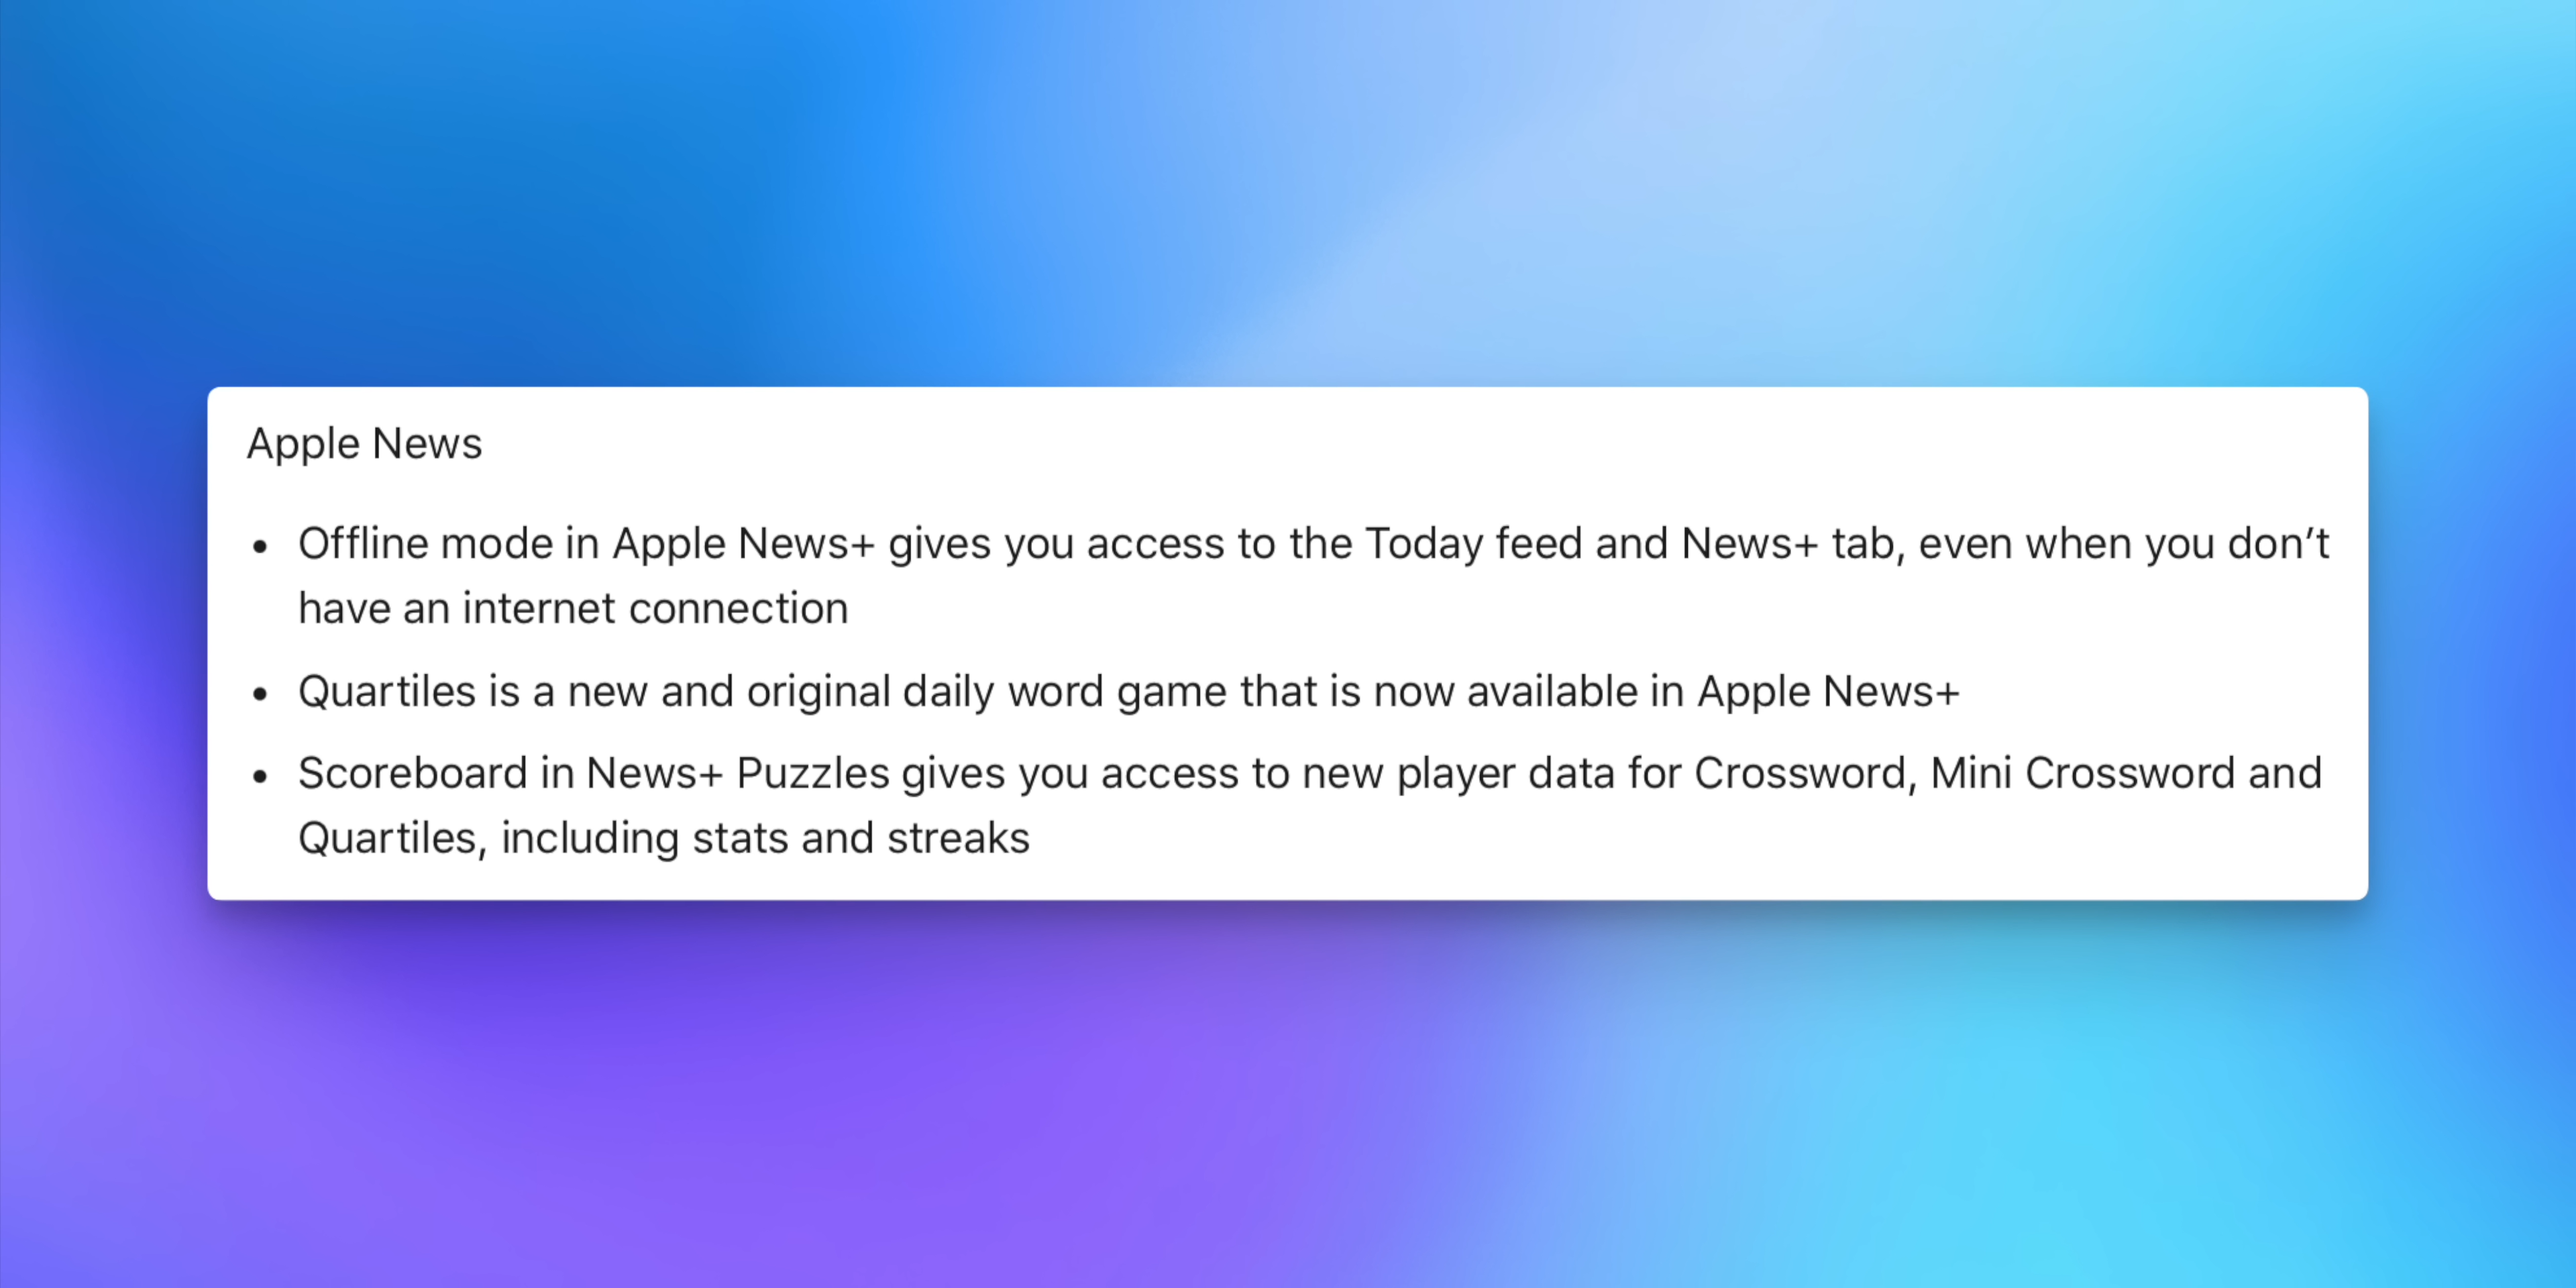 Apple News
• Offline mode in Apple News+ gives you access to the Today feed and News+ tab, even when you don’t
have an internet connection
• Quartiles is a new and original daily word game that is now available in Apple News+
• Scoreboard in News+ Puzzles gives you access to new player data for Crossword, Mini Crossword and
Quartiles, including stats and streaks